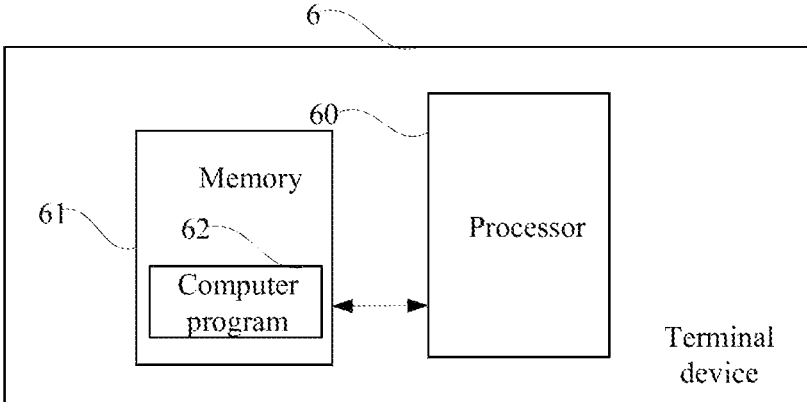 6
60
Memory
61
62
Processor
Computer
program
Terminal
device